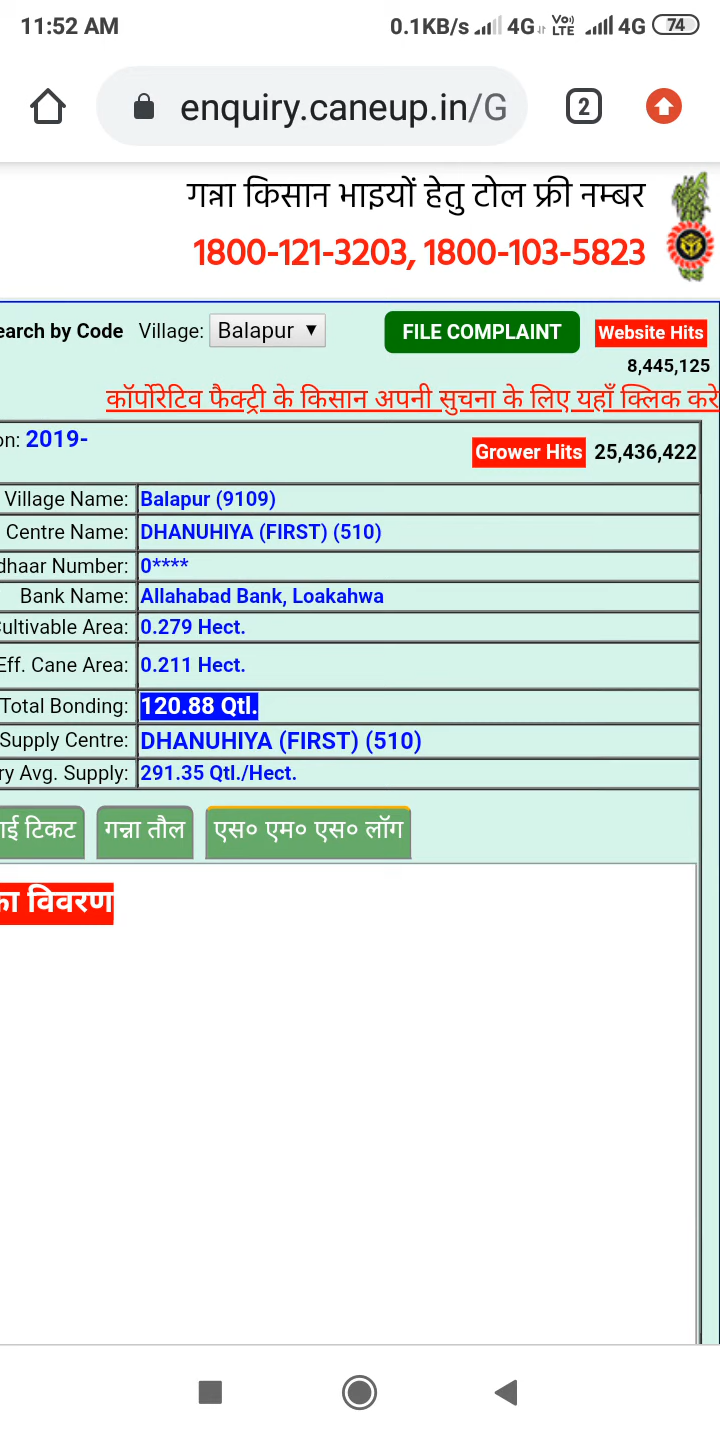 11:52 AM 0.1KB/s 4G VoLTE 4G 74
enquiry.caneup.in/G 2
गन्ना किसान भाइयों हेतु टोल फ्री नम्बर
1800-121-3203, 1800-103-5823
earch by Code Village: Balapur ▼ FILE COMPLAINT Website Hits
8,445,125
कॉर्पोरेटिव फैक्ट्री के किसान अपनी सुचना के लिए यहाँ क्लिक करे
on: 2019-
Grower Hits 25,436,422
Village Name: Balapur (9109)
Centre Name: DHANUHIYA (FIRST) (510)
dhaar Number: 0****
Bank Name: Allahabad Bank, Loakahwa
ultivable Area: 0.279 Hect.
Eff. Cane Area: 0.211 Hect.
Total Bonding: 120.88 Qtl.
Supply Centre: DHANUHIYA (FIRST) (510)
ry Avg. Supply: 291.35 Qtl./Hect.
ाई टिकट गन्ना तौल एस० एम० एस० लॉग
का विवरण